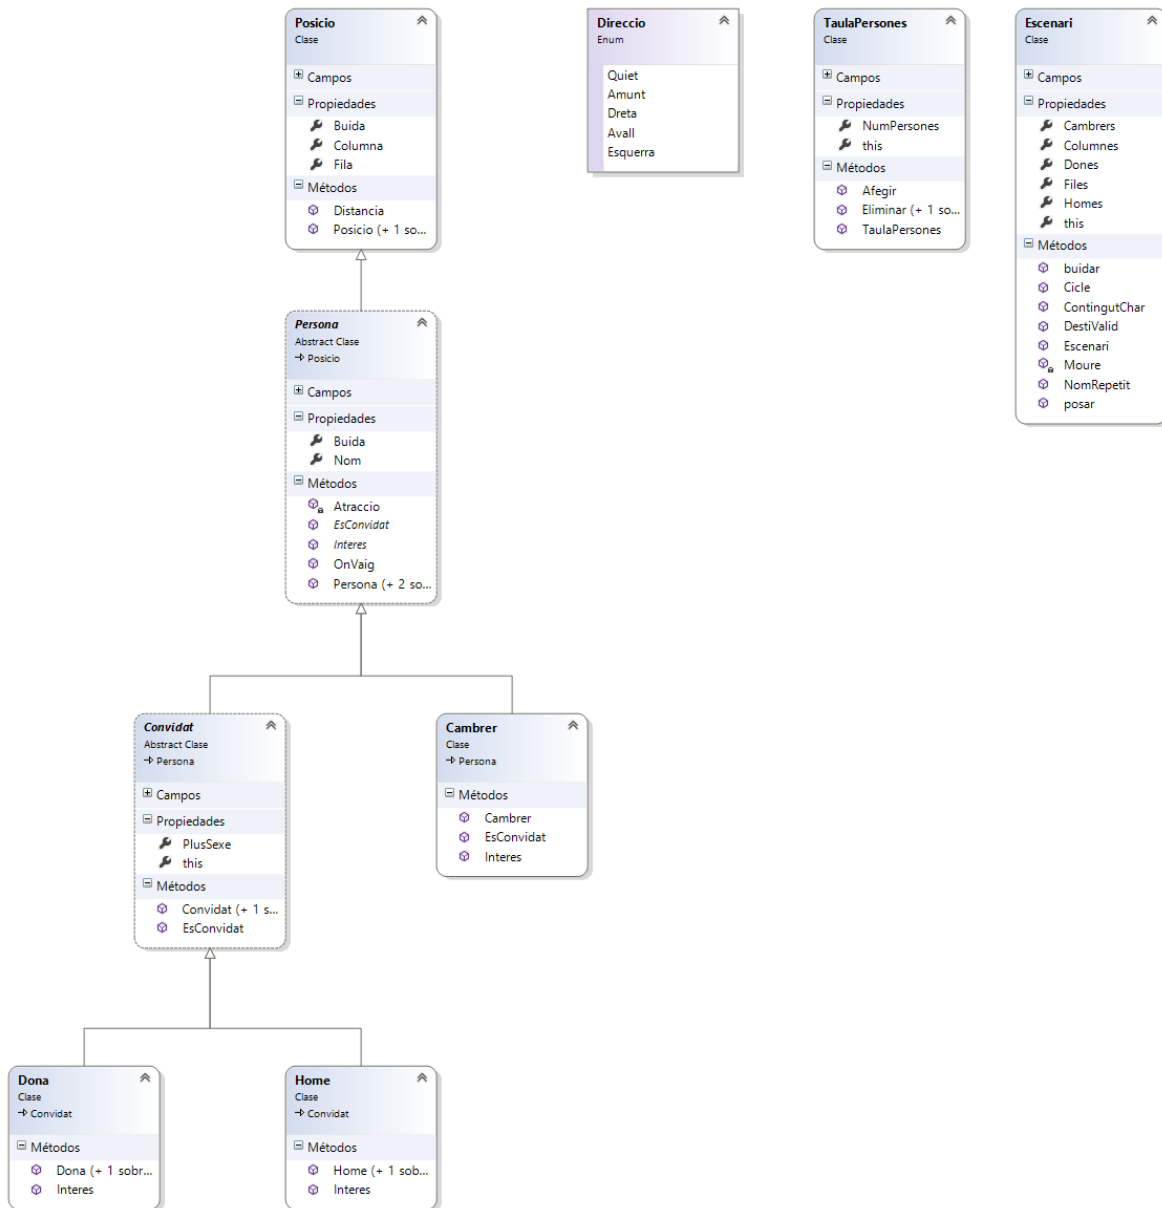 Posicio
Clase
Campos
Propiedades
Buida
Columna
Fila
Métodos
Distancia
Posicio (+ 1 so...
Direccio
Enum
Quiet
Amunt
Dreta
Avall
Esquerra
TaulaPersones
Clase
Campos
Propiedades
NumPersones
this
Métodos
Afegir
Eliminar (+ 1 so...
TaulaPersones
Escenari
Clase
Campos
Propiedades
Cambrers
Columnes
Dones
Files
Homes
this
Métodos
buidar
Cicle
ContingutChar
DestiValid
Escenari
Moure
NomRepetit
posar
Persona
Abstract Clase
Posicio
Campos
Propiedades
Buida
Nom
Métodos
Atraccio
EsConvidat
Interes
OnVaig
Persona (+ 2 so...
Convidat
Abstract Clase
Persona
Campos
Propiedades
PlusSexe
this
Métodos
Convidat (+ 1 s...
EsConvidat
Cambrer
Clase
Persona
Métodos
Cambrer
EsConvidat
Interes
Dona
Clase
Convidat
Métodos
Dona (+ 1 sobr...
Interes
Home
Clase
Convidat
Métodos
Home (+ 1 sob...
Interes